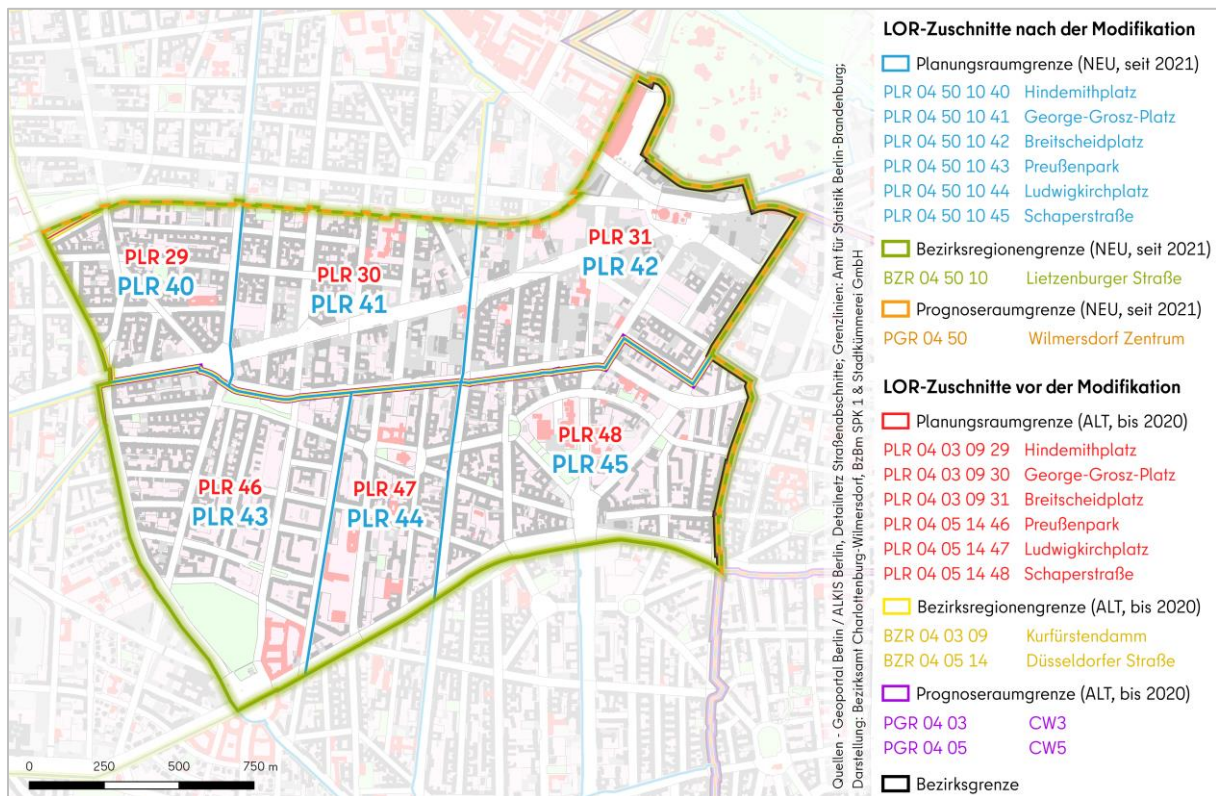 PLR 29
PLR 40
PLR 30
PLR 41
PLR 31
PLR 42
PLR 46
PLR 43
PLR 47
PLR 44
PLR 48
PLR 45
0 250 500 750 m
Quellen - Geoportal Berlin / ALKIS Berlin, Detailnetz Straßenabschnitte; Grenzlinien: Amt für Statistik Berlin-Brandenburg;
Darstellung: Bezirksamt Charlottenburg-Wilmersdorf, BzBm SPK 1 & Stadtkümmerei GmbH
LOR-Zuschnitte nach der Modifikation
Planungsraumgrenze (NEU, seit 2021)
PLR 04 50 10 40 Hindemithplatz
PLR 04 50 10 41 George-Grosz-Platz
PLR 04 50 10 42 Breitscheidplatz
PLR 04 50 10 43 Preußenpark
PLR 04 50 10 44 Ludwigkirchplatz
PLR 04 50 10 45 Schaperstraße
Bezirksregionengrenze (NEU, seit 2021)
BZR 04 50 10 Lietzenburger Straße
Prognoseraumgrenze (NEU, seit 2021)
PGR 04 50 Wilmersdorf Zentrum
LOR-Zuschnitte vor der Modifikation
Planungsraumgrenze (ALT, bis 2020)
PLR 04 03 09 29 Hindemithplatz
PLR 04 03 09 30 George-Grosz-Platz
PLR 04 03 09 31 Breitscheidplatz
PLR 04 05 14 46 Preußenpark
PLR 04 05 14 47 Ludwigkirchplatz
PLR 04 05 14 48 Schaperstraße
Bezirksregionengrenze (ALT, bis 2020)
BZR 04 03 09 Kurfürstendamm
BZR 04 05 14 Düsseldorfer Straße
Prognoseraumgrenze (ALT, bis 2020)
PGR 04 03 CW3
PGR 04 05 CW5
Bezirksgrenze